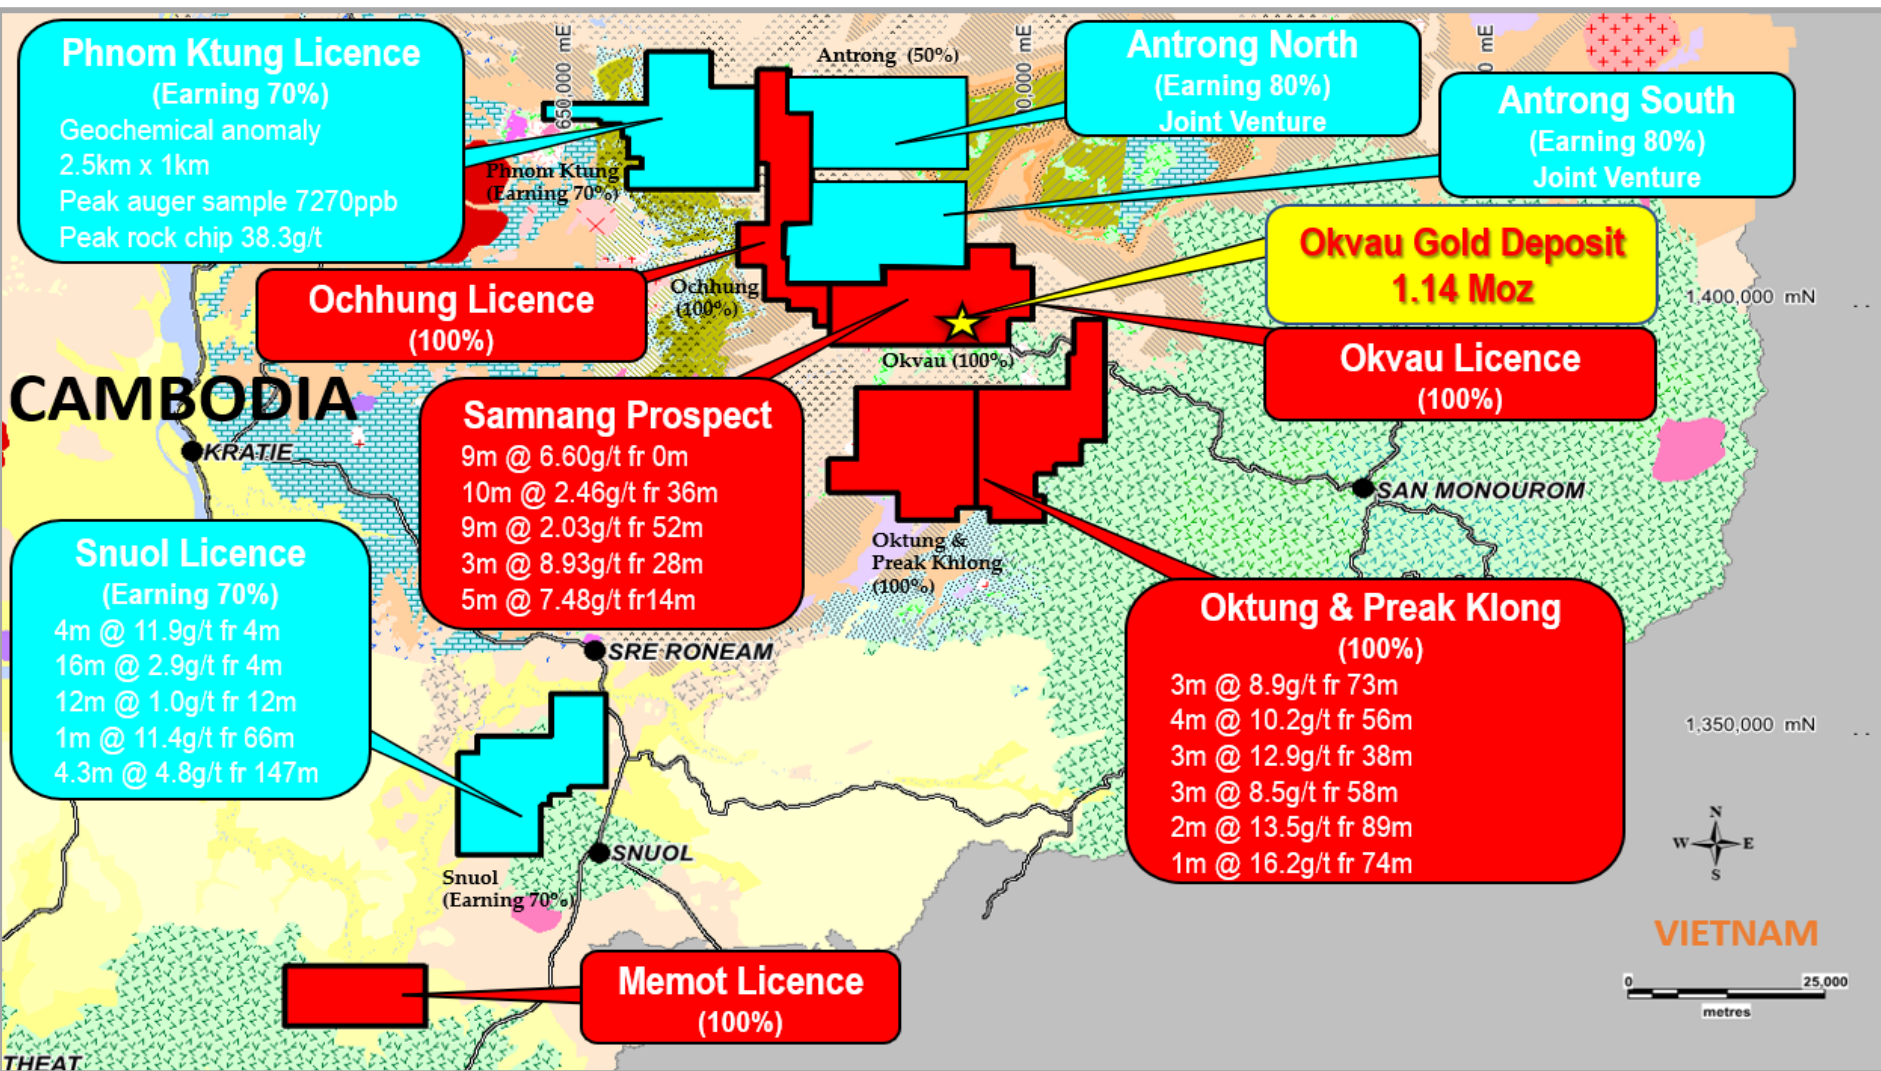 Phnom Ktung Licence
(Earning 70%)
Geochemical anomaly
2.5km x 1km
Peak auger sample 7270ppb
Peak rock chip 38.3g/t
650,000 mE
Antrong (50%)
mE
Antrong North
(Earning 80%)
Joint Venture
Antrong South
(Earning 80%)
Joint Venture
Phnom Ktung
(Earning 70%)
Okvau Gold Deposit
1.14 Moz
1,400,000 mN
Ochhung Licence
(100%)
Ochhung
(100%)
Okvau (100%)
Okvau Licence
(100%)
CAMBODIA
KRATIE
Samnang Prospect
9m @ 6.60g/t fr 0m
10m @ 2.46g/t fr 36m
9m @ 2.03g/t fr 52m
3m @ 8.93g/t fr 28m
5m @ 7.48g/t fr14m
SAN MONOUROM
Oktung &
Preak Khlong
(100%)
Snuol Licence
(Earning 70%)
4m @ 11.9g/t fr 4m
16m @ 2.9g/t fr 4m
12m @ 1.0g/t fr 12m
1m @ 11.4g/t fr 66m
4.3m @ 4.8g/t fr 147m
Oktung & Preak Klong
(100%)
3m @ 8.9g/t fr 73m
4m @ 10.2g/t fr 56m
3m @ 12.9g/t fr 38m
3m @ 8.5g/t fr 58m
2m @ 13.5g/t fr 89m
1m @ 16.2g/t fr 74m
SRE RONEAM
1,350,000 mN
SNUOL
Snuol
(Earning 70%)
N
W E
S
VIETNAM
0 25,000
metres
Memot Licence
(100%)
THEAT